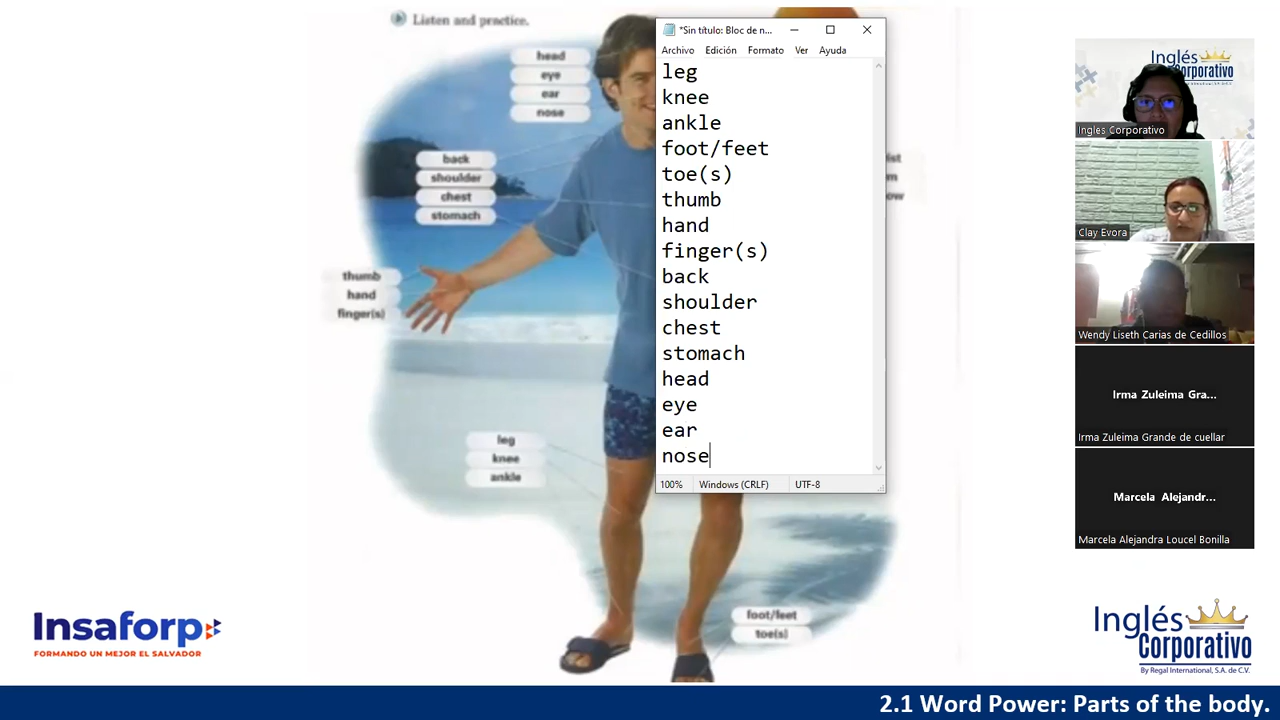 Listen and practice.
head
eye
ear
nose
back
shoulder
chest
stomach
thumb
hand
finger(s)
leg
knee
ankle
foot/feet
toe(s)
*Sin título: Bloc de n...
Archivo Edición Formato Ver Ayuda
leg
knee
ankle
foot/feet
toe(s)
thumb
hand
finger(s)
back
shoulder
chest
stomach
head
eye
ear
nose
100% Windows (CRLF) UTF-8
Inglés
Corporativo
Ingles Corporativo
Clay Evora
Wendy Liseth Carias de Cedillos
Irma Zuleima Gra...
Irma Zuleima Grande de cuellar
Marcela Alejandr...
Marcela Alejandra Loucel Bonilla
Insaforp
FORMANDO UN MEJOR EL SALVADOR
Inglés
Corporativo
By Regal International, S.A. de C.V.
2.1 Word Power: Parts of the body.